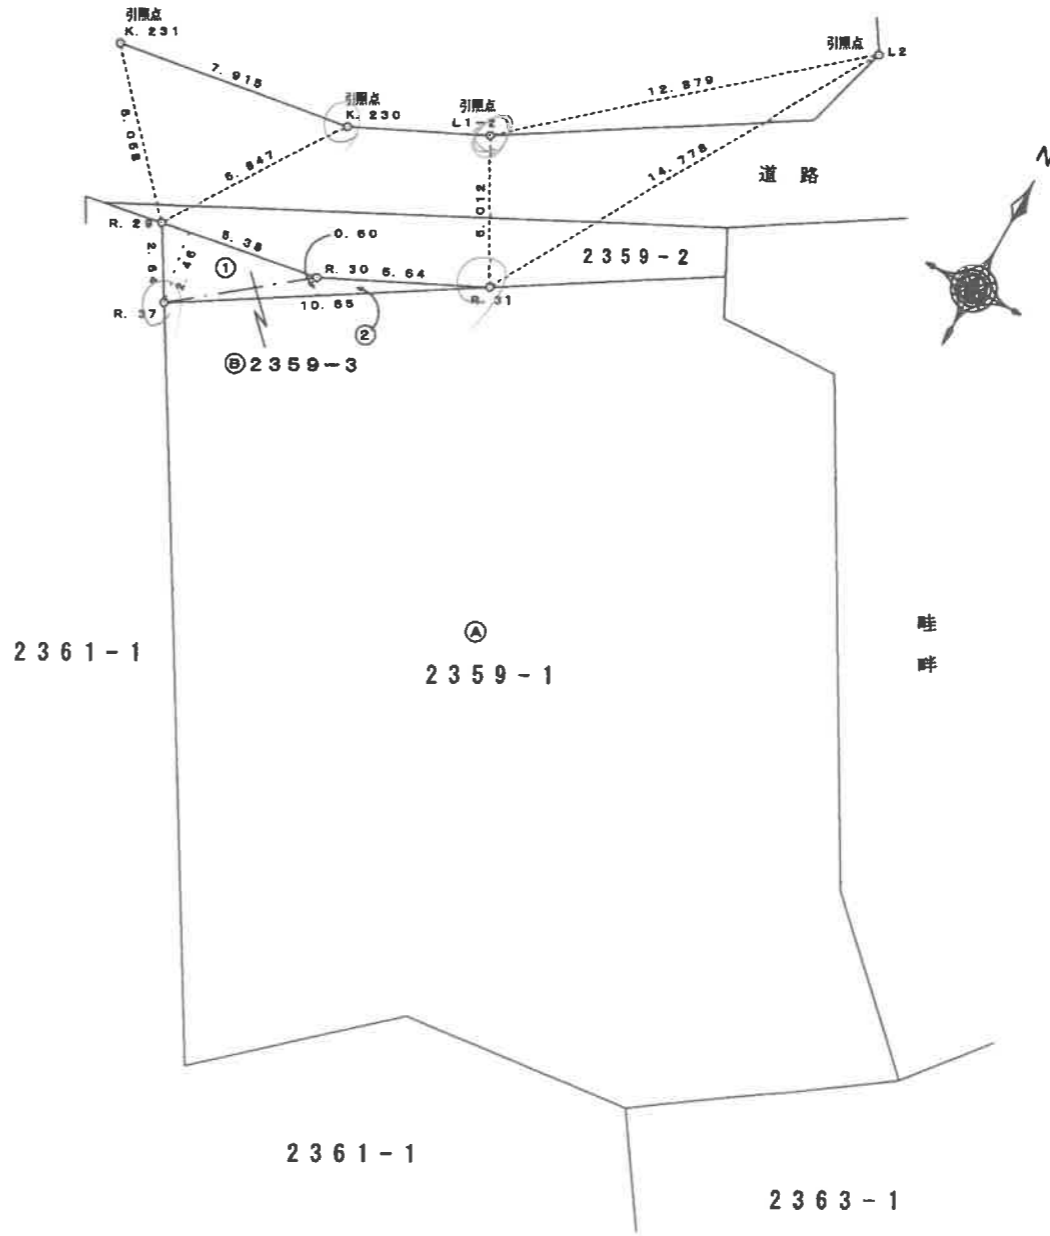 引照点
K. 231
7. 915
引照点
K. 230
引照点
L1-2
12. 879
引照点
L2
N
6. 058
6. 847
5. 012
14. 778
道 路
R. 29
5. 38
0. 60
2. 46
①
R. 30
5. 64
2359-2
R. 37
10. 65
R. 31
②
Ⓑ2359-3
Ⓐ
2359-1
2361-1
畦
畔
2361-1
2363-1